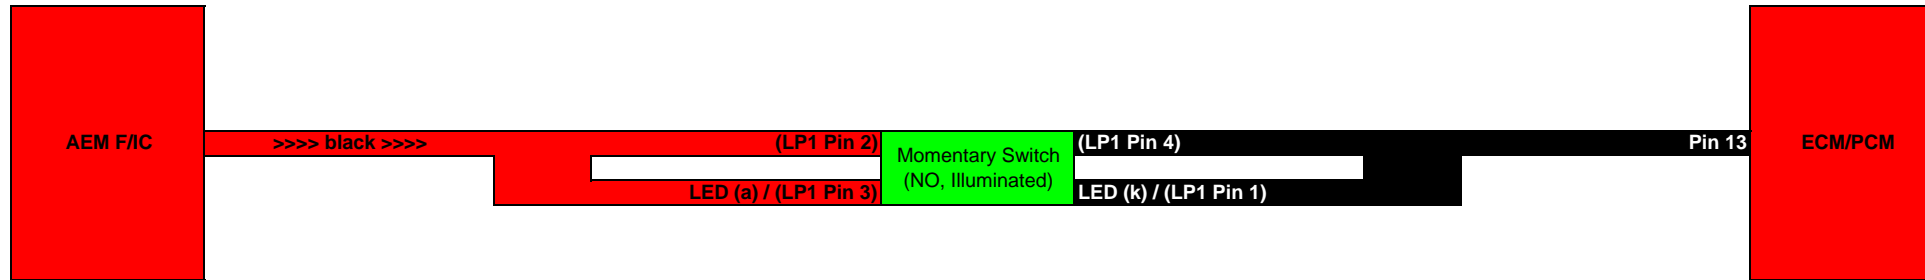 AEM F/IC
>>>> black >>>>
(LP1 Pin 2)
Momentary Switch
(NO, Illuminated)
(LP1 Pin 4)
Pin 13
ECM/PCM
LED (a) / (LP1 Pin 3)
LED (k) / (LP1 Pin 1)